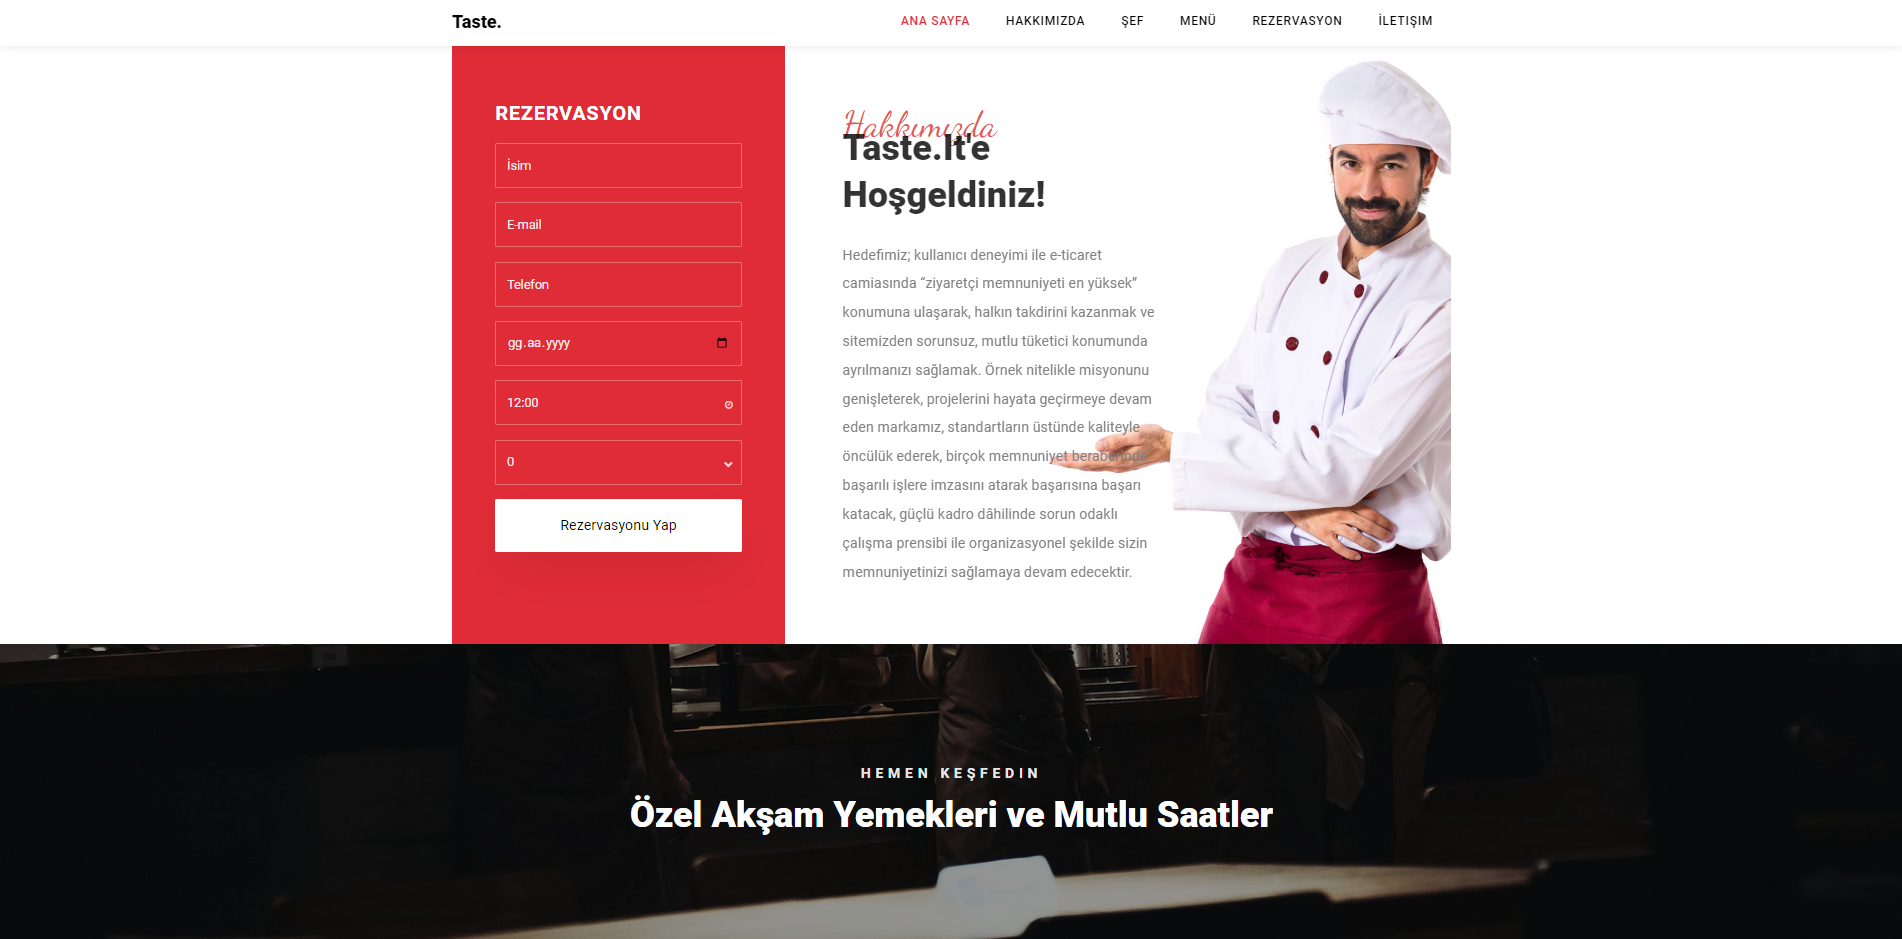 Taste.
ANA SAYFA
HAKKIMIZDA
ŞEF
MENÜ
REZERVASYON
İLETIŞIM
REZERVASYON
İsim
E-mail
Telefon
gg.aa.yyyy
12:00
0
Rezervasyonu Yap
Hakkımızda
Taste.It'e
Hoşgeldiniz!
Hedefimiz; kullanıcı deneyimi ile e-ticaret
camiasında “ziyaretçi memnuniyeti en yüksek”
konumuna ulaşarak, halkın takdirini kazanmak ve
sitemizden sorunsuz, mutlu tüketici konumunda
ayrılmanızı sağlamak. Örnek nitelikle misyonunu
genişleterek, projelerini hayata geçirmeye devam
eden markamız, standartların üstünde kaliteyle
öncülük ederek, birçok memnuniyet beraberinde
başarılı işlere imzasını atarak başarısına başarı
katacak, güçlü kadro dâhilinde sorun odaklı
çalışma prensibi ile organizasyonel şekilde sizin
memnuniyetinizi sağlamaya devam edecektir.
HEMEN KEŞFEDIN
Özel Akşam Yemekleri ve Mutlu Saatler